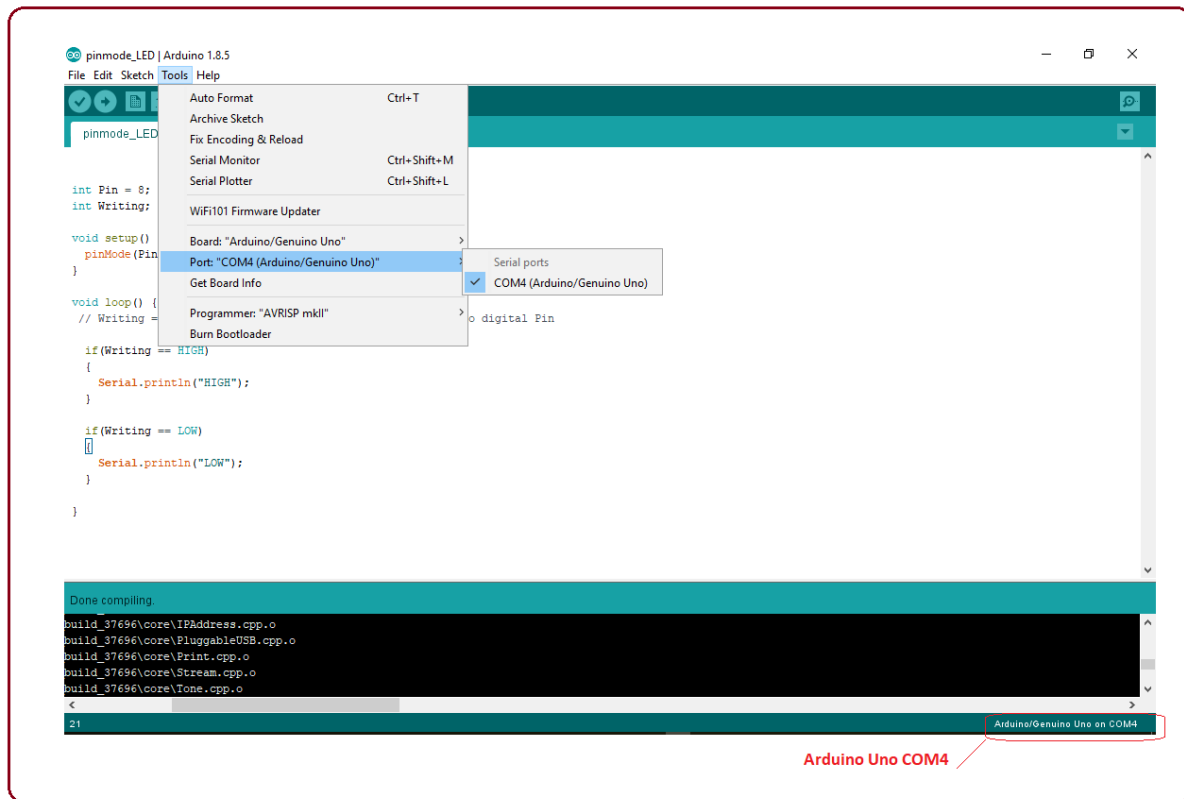 pinmode_LED | Arduino 1.8.5
File Edit Sketch Tools Help
pinmode_LED
Auto Format Ctrl+T
Archive Sketch
Fix Encoding & Reload
Serial Monitor Ctrl+Shift+M
Serial Plotter Ctrl+Shift+L
WiFi101 Firmware Updater
Board: "Arduino/Genuino Uno"
Port: "COM4 (Arduino/Genuino Uno)"
Get Board Info
Programmer: "AVRISP mkII"
Burn Bootloader
Serial ports
COM4 (Arduino/Genuino Uno)
int Pin = 8;
int Writing;
void setup()
pinMode(Pin
}
void loop() {
// Writing = o digital Pin
if(Writing == HIGH)
{
Serial.println("HIGH");
}
if(Writing == LOW)
{
Serial.println("LOW");
}
}
Done compiling.
build_37696\core\IPAddress.cpp.o
build_37696\core\PluggableUSB.cpp.o
build_37696\core\Print.cpp.o
build_37696\core\Stream.cpp.o
build_37696\core\Tone.cpp.o
21 Arduino/Genuino Uno on COM4
Arduino Uno COM4